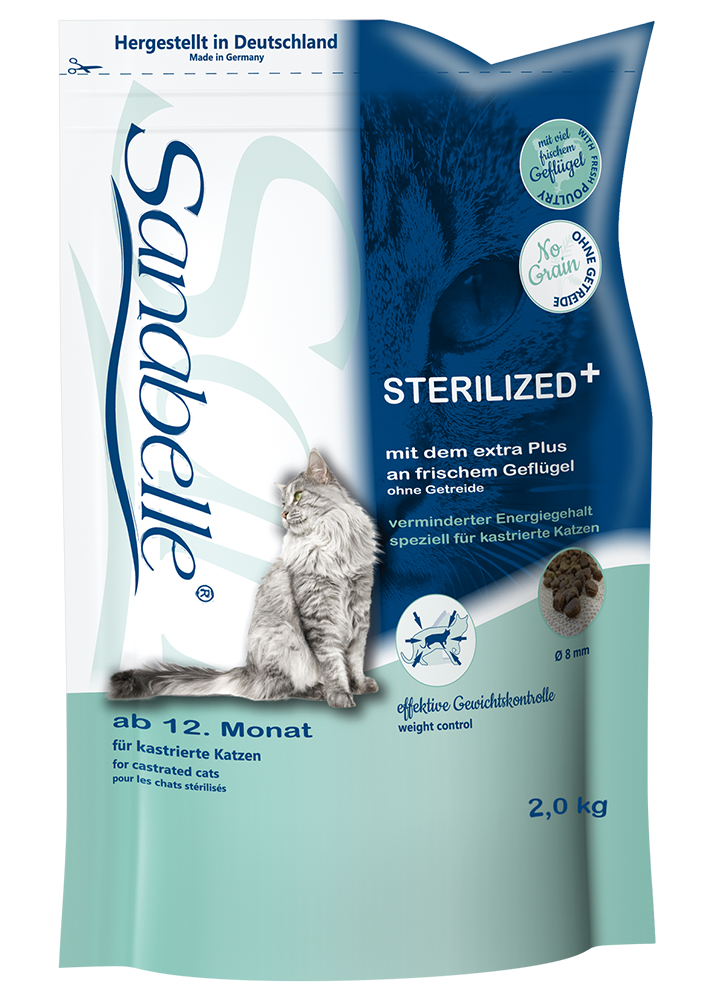 Hergestellt in Deutschland
Made in Germany
Sanabelle®
mit viel
frischem
Geflügel
WITH FRESH POULTRY
No
Grain
OHNE GETREIDE
STERILIZED+
mit dem extra Plus
an frischem Geflügel
ohne Getreide
verminderter Energiegehalt
speziell für kastrierte Katzen
Ø 8 mm
effektive Gewichtskontrolle
weight control
ab 12. Monat
für kastrierte Katzen
for castrated cats
pour les chats stérilisés
2,0 kg